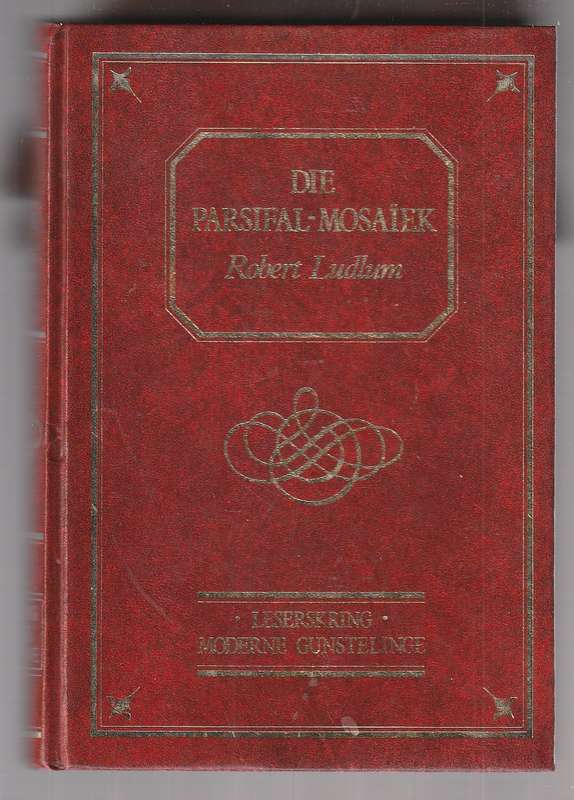 DIE
PARSIFAL-MOSAÏEK
Robert Ludlum
· LESERSKRING ·
MODERNE GUNSTELINGE